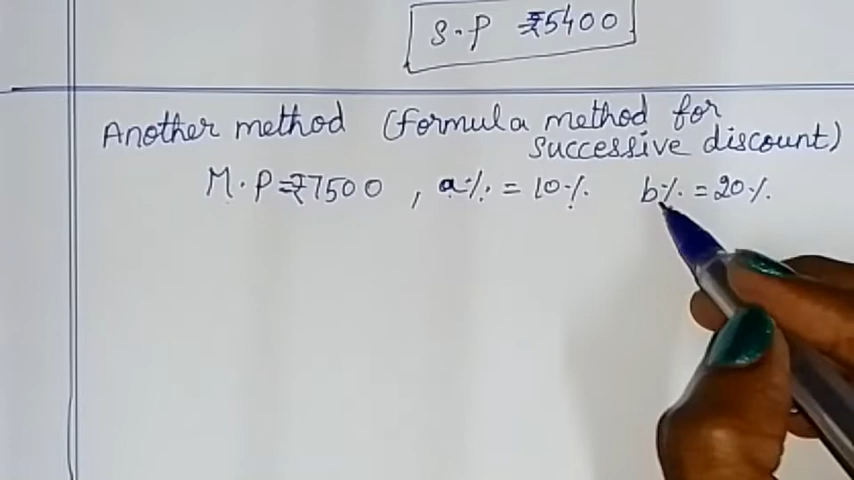 S.P ₹5400
Another method (formula method for
successive discount)
M.P=₹7500 , a% = 10% b% = 20%